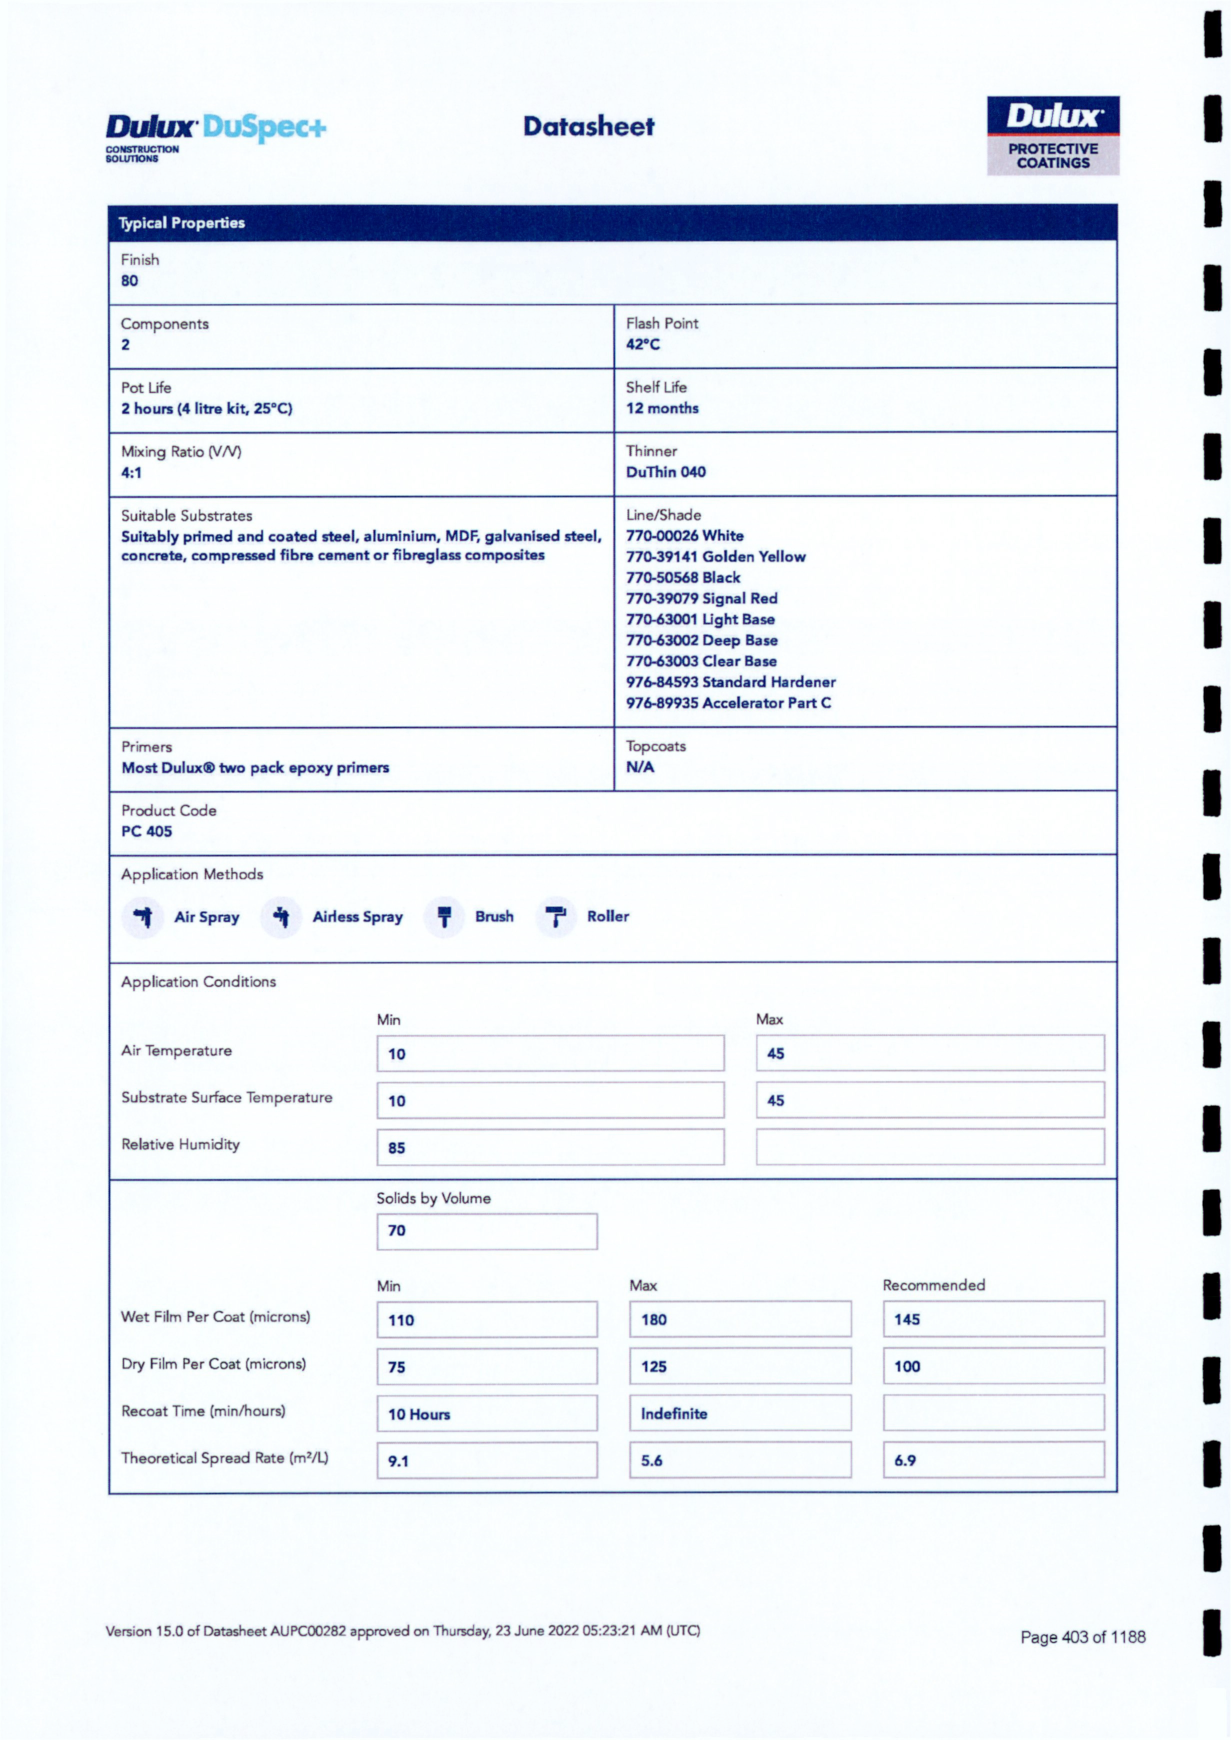 Dulux DuSpec+
CONSTRUCTION
SOLUTIONS
Datasheet
Dulux
PROTECTIVE
COATINGS
Typical Properties
Finish
80
Components
2
Flash Point
42°C
Pot Life
2 hours (4 litre kit, 25°C)
Shelf Life
12 months
Mixing Ratio (V/V)
4:1
Thinner
DuThin 040
Suitable Substrates
Suitably primed and coated steel, aluminium, MDF, galvanised steel,
concrete, compressed fibre cement or fibreglass composites
Line/Shade
770-00026 White
770-39141 Golden Yellow
770-50568 Black
770-39079 Signal Red
770-63001 Light Base
770-63002 Deep Base
770-63003 Clear Base
976-84593 Standard Hardener
976-89935 Accelerator Part C
Primers
Most Dulux® two pack epoxy primers
Topcoats
N/A
Product Code
PC 405
Application Methods
Air Spray Airless Spray Brush Roller
Application Conditions
Min Max
Air Temperature 10 45
Substrate Surface Temperature 10 45
Relative Humidity 85
Solids by Volume
70
Min Max Recommended
Wet Film Per Coat (microns) 110 180 145
Dry Film Per Coat (microns) 75 125 100
Recoat Time (min/hours) 10 Hours Indefinite
Theoretical Spread Rate (m²/L) 9.1 5.6 6.9
Version 15.0 of Datasheet AUPC00282 approved on Thursday, 23 June 2022 05:23:21 AM (UTC)
Page 403 of 1188